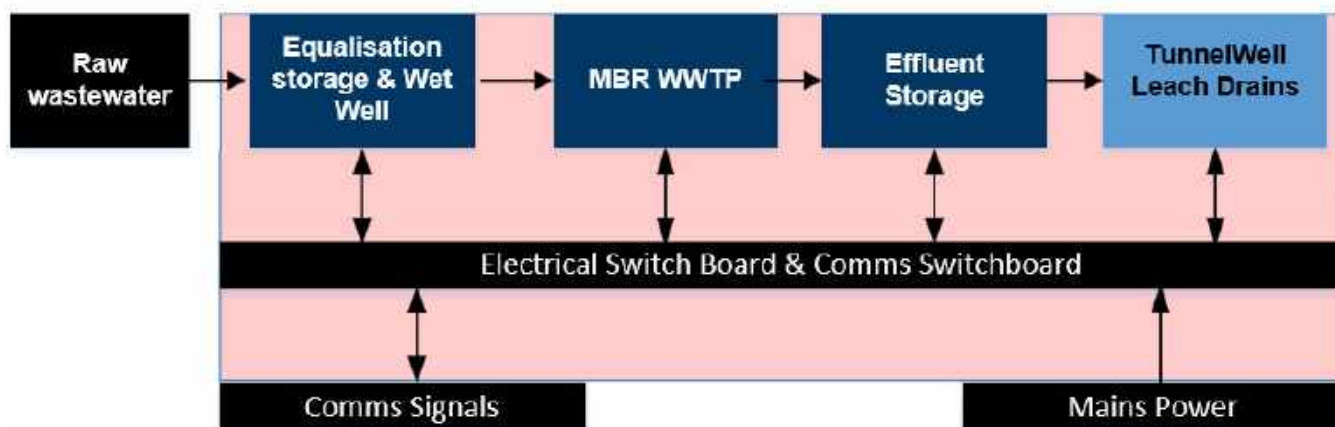 Raw
wastewater
Equalisation
storage & Wet
Well
MBR WWTP
Effluent
Storage
TunnelWell
Leach Drains
Electrical Switch Board & Comms Switchboard
Comms Signals
Mains Power